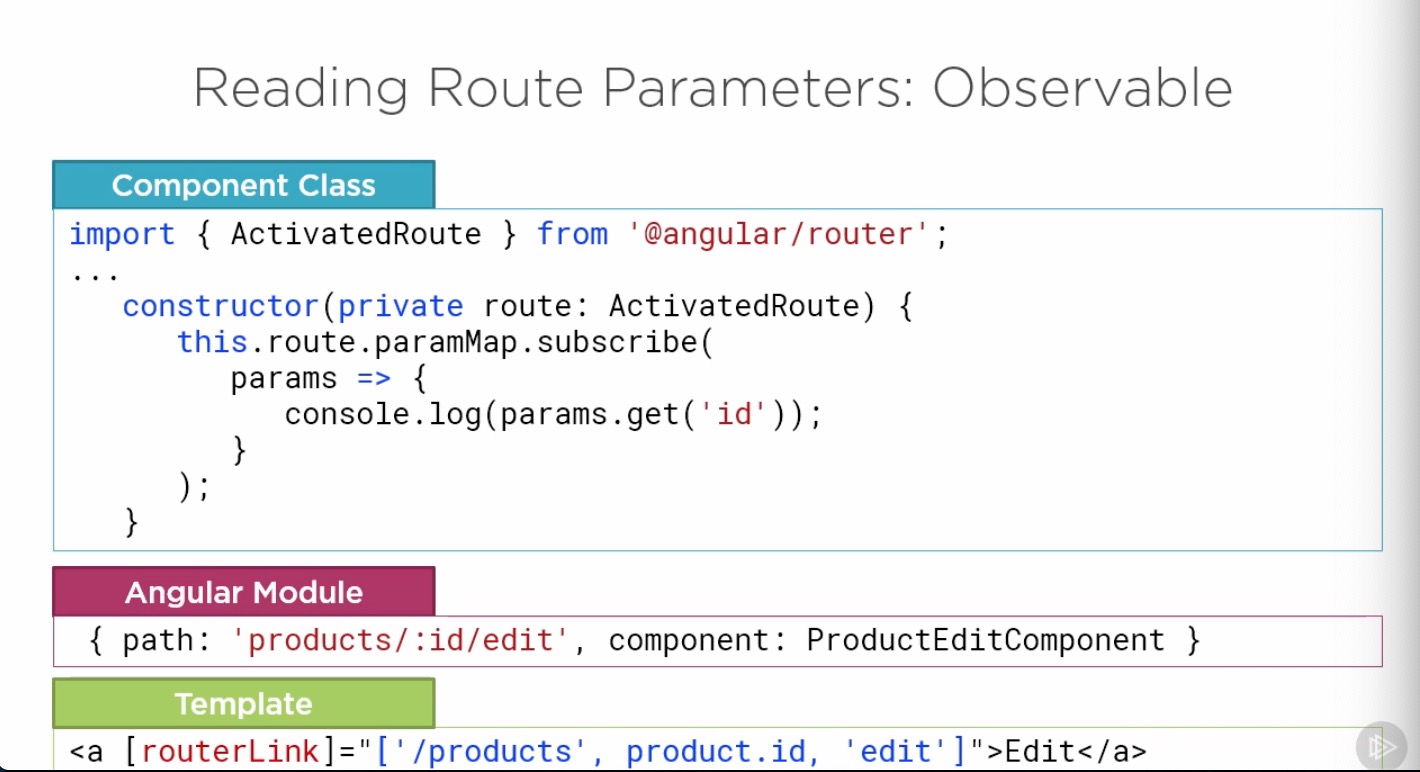 Reading Route Parameters: Observable
Component Class
import { ActivatedRoute } from '@angular/router';
...
constructor(private route: ActivatedRoute) {
this.route.paramMap.subscribe(
params => {
console.log(params.get('id'));
}
);
}
Angular Module
{ path: 'products/:id/edit', component: ProductEditComponent }
Template
<a [routerLink]="['/products', product.id, 'edit']">Edit</a>